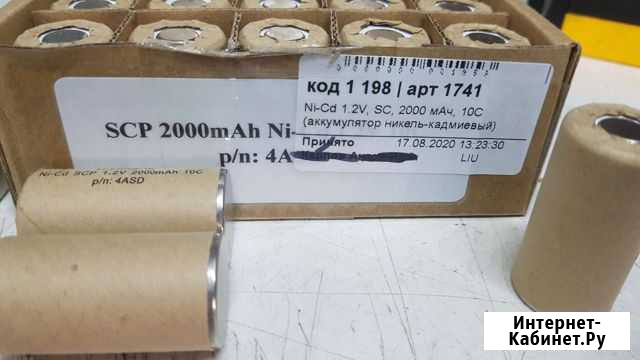 код 1 198 | арт 1741
Ni-Cd 1.2V, SC, 2000 мАч, 10C
(аккумулятор никель-кадмиевый)
Принято 17.08.2020 13:23:30
LIU
SCP 2000mAh Ni-
p/n: 4A
Ni-Cd SCP 1.2V 2000mAh 10C
p/n: 4ASD
Интернет-
Кабинет.Ру